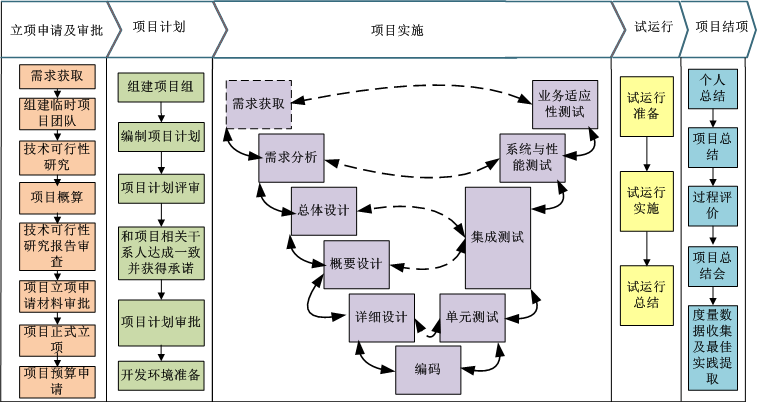 立项申请及审批
项目计划
项目实施
试运行
项目结项
需求获取
组建临时项
目团队
技术可行性
研究
项目概算
技术可行性
研究报告审
查
项目立项申
请材料审批
项目正式立
项
项目预算申
请
组建项目组
编制项目计划
项目计划评审
和项目相关干
系人达成一致
并获得承诺
项目计划审批
开发环境准备
需求获取
业务适应
性测试
需求分析
系统与性
能测试
总体设计
集成测试
概要设计
详细设计
单元测试
编码
试运行
准备
试运行
实施
试运行
总结
个人
总结
项目总
结
过程评
价
项目总
结会
度量数
据收集
及最佳
实践提
取